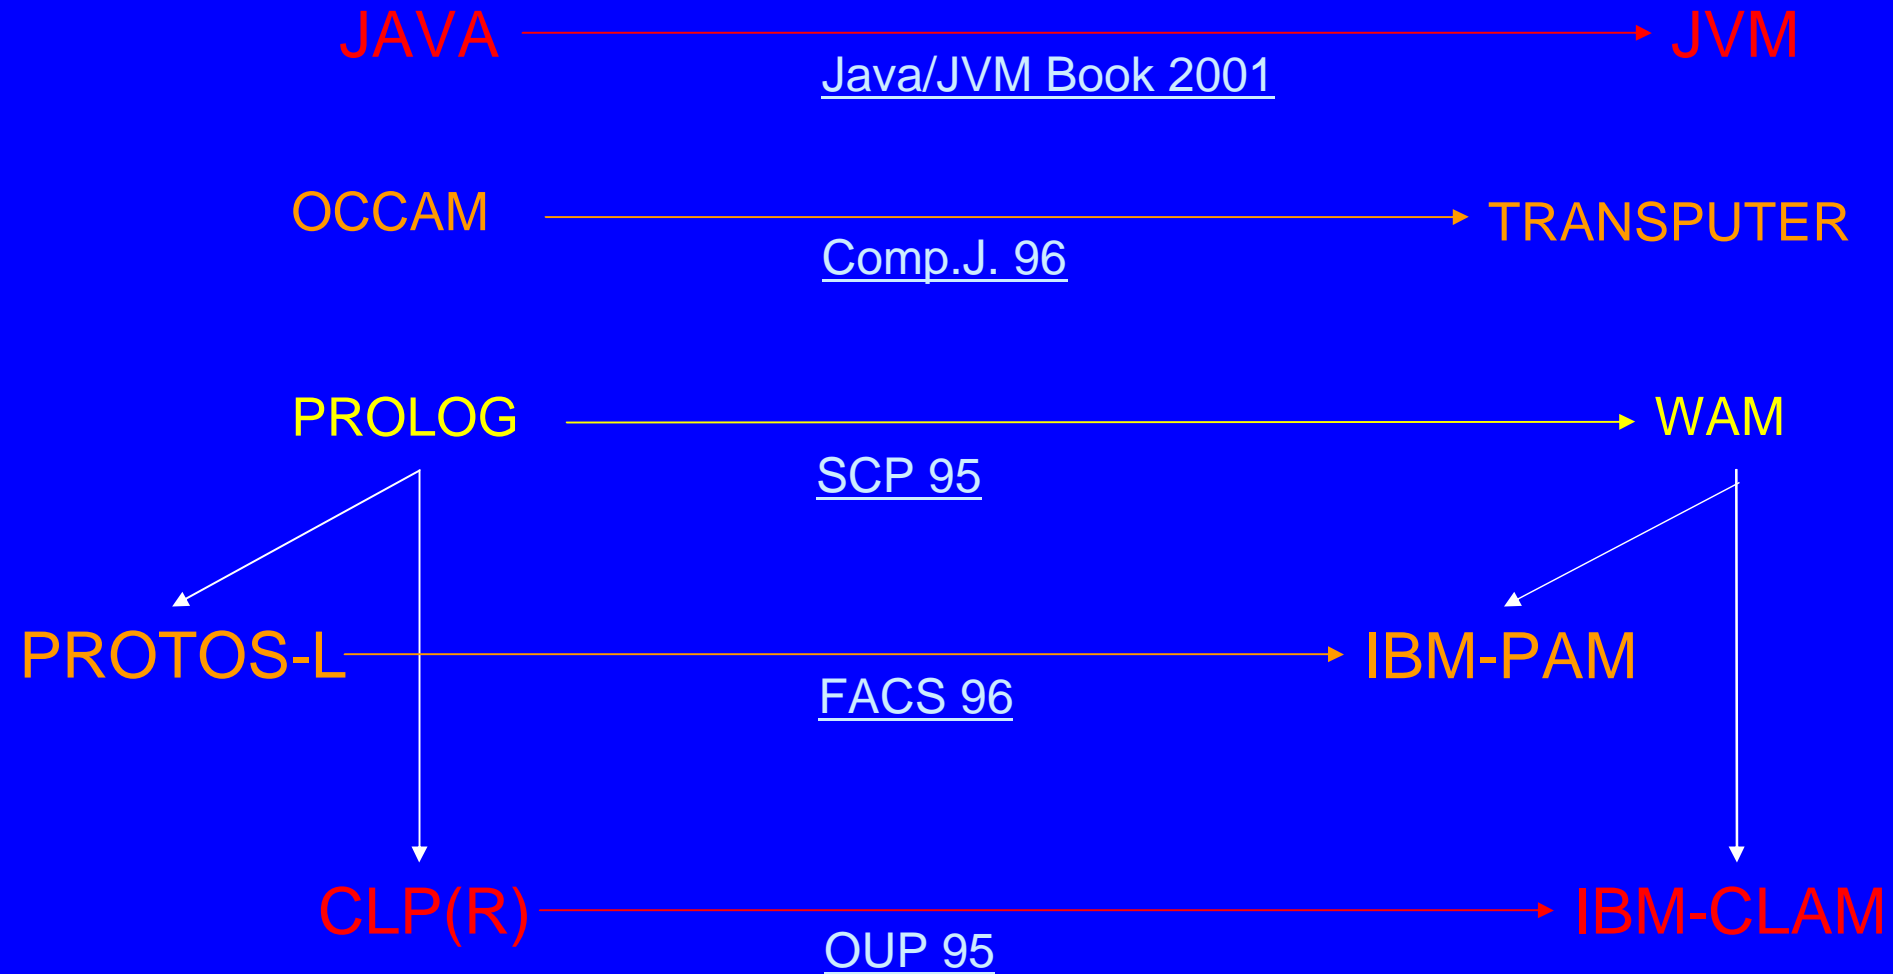 JAVA JVM
Java/JVM Book 2001
OCCAM TRANSPUTER
Comp.J. 96
PROLOG WAM
SCP 95
PROTOS-L IBM-PAM
FACS 96
CLP(R) IBM-CLAM
OUP 95